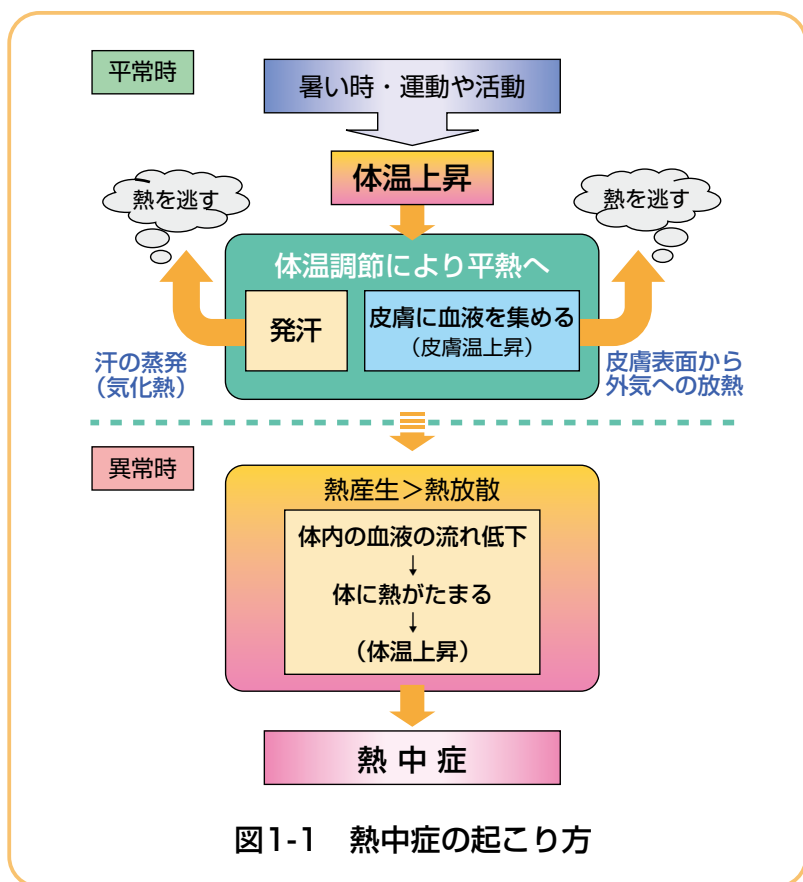 平常時
暑い時・運動や活動
体温上昇
熱を逃す
熱を逃す
体温調節により平熱へ
発汗
皮膚に血液を集める
（皮膚温上昇）
汗の蒸発
（気化熱）
皮膚表面から
外気への放熱
異常時
熱産生＞熱放散
体内の血液の流れ低下
↓
体に熱がたまる
↓
（体温上昇）
熱 中 症
図1-1　熱中症の起こり方